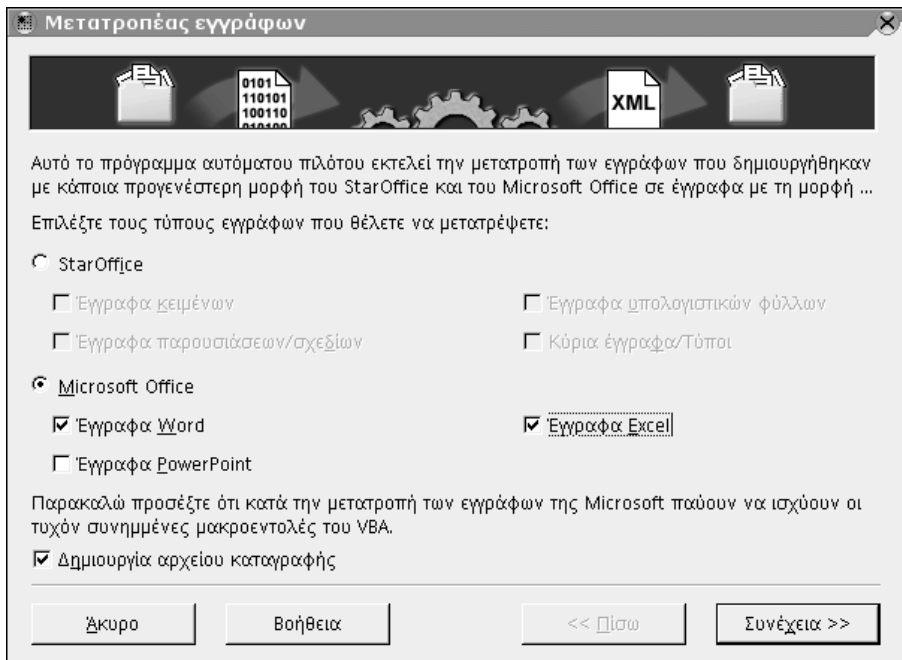 Μετατροπέας εγγράφων
0101
110101
100110
010100
XML
Αυτό το πρόγραμμα αυτόματου πιλότου εκτελεί την μετατροπή των εγγράφων που δημιουργήθηκαν
με κάποια προγενέστερη μορφή του StarOffice και του Microsoft Office σε έγγραφα με τη μορφή ...
Επιλέξτε τους τύπους εγγράφων που θέλετε να μετατρέψετε:
StarOffice
Έγγραφα κειμένων
Έγγραφα υπολογιστικών φύλλων
Έγγραφα παρουσιάσεων/σχεδίων
Κύρια έγγραφα/Τύποι
Microsoft Office
Έγγραφα Word
Έγγραφα Excel
Έγγραφα PowerPoint
Παρακαλώ προσέξτε ότι κατά την μετατροπή των εγγράφων της Microsoft παύουν να ισχύουν οι
τυχόν συνημμένες μακροεντολές του VBA.
Δημιουργία αρχείου καταγραφής
Άκυρο
Βοήθεια
<< Πίσω
Συνέχεια >>